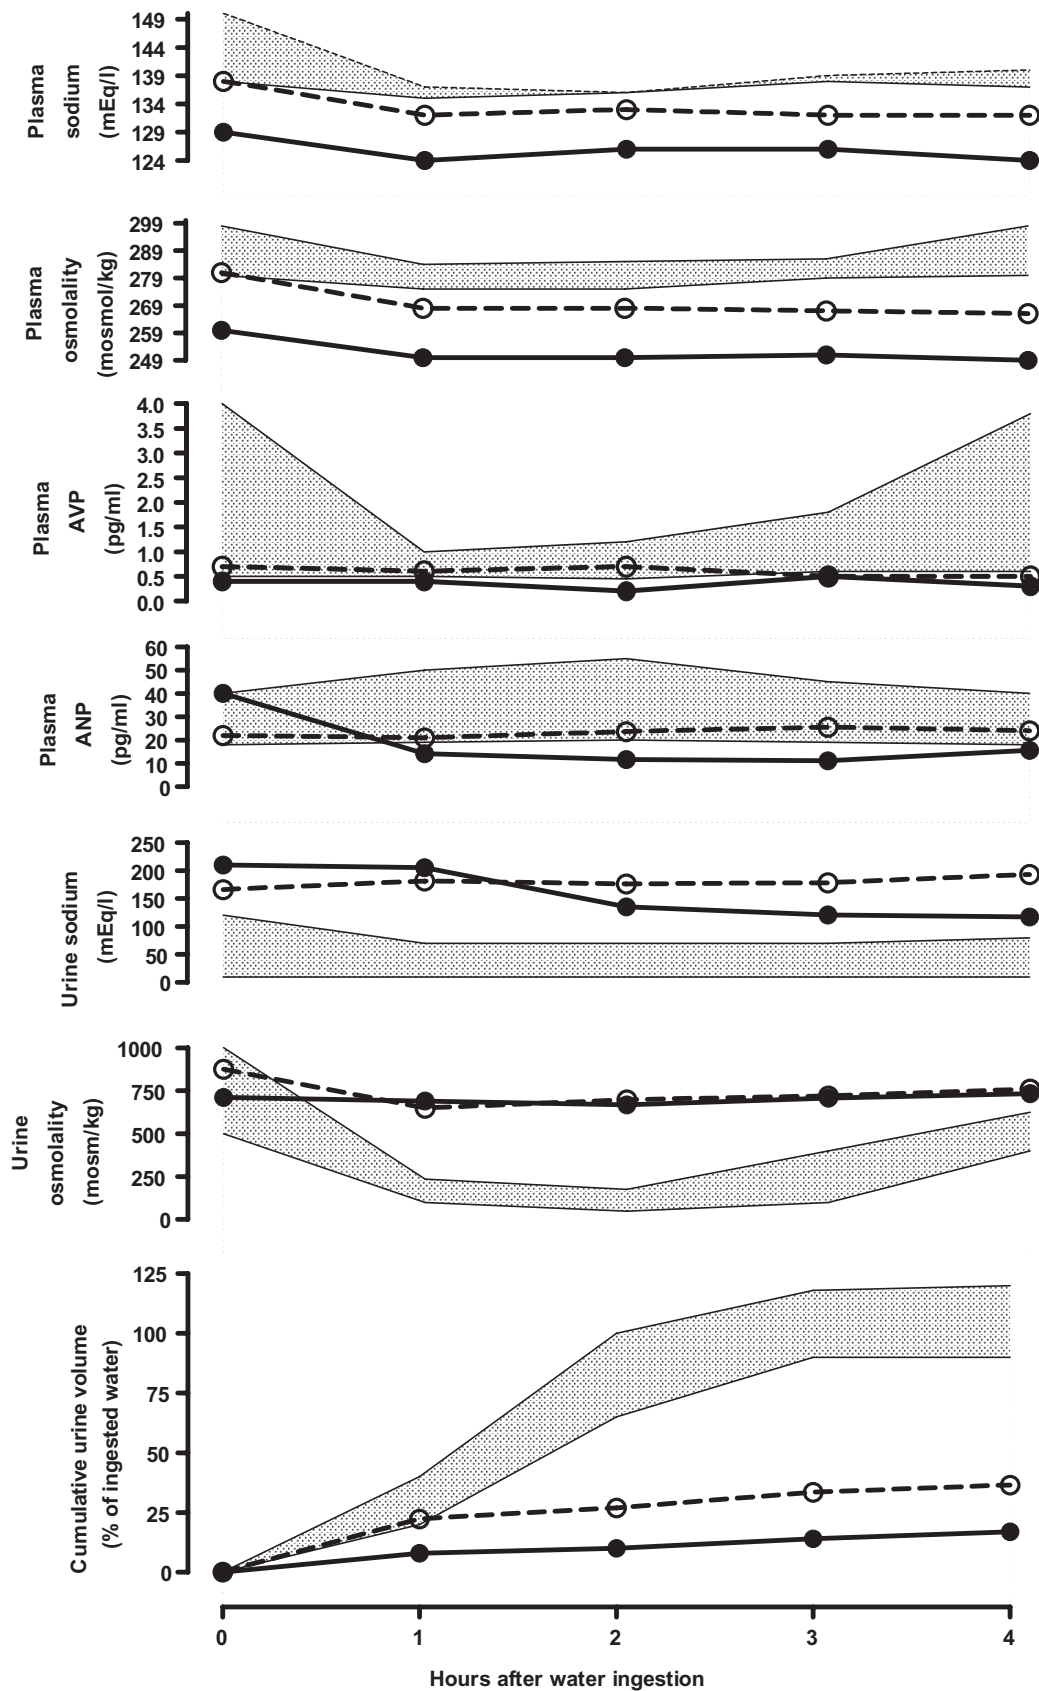 Plasma
sodium
(mEq/l)
149
144
139
134
129
124
Plasma
osmolality
(mosmol/kg)
299
289
279
269
259
249
Plasma
AVP
(pg/ml)
4.0
3.5
3.0
2.5
2.0
1.5
1.0
0.5
0.0
Plasma
ANP
(pg/ml)
60
50
40
30
20
10
0
Urine sodium
(mEq/l)
250
200
150
100
50
0
Urine
osmolality
(mosm/kg)
1000
750
500
250
0
Cumulative urine volume
(% of ingested water)
125
100
75
50
25
0
0 1 2 3 4
Hours after water ingestion